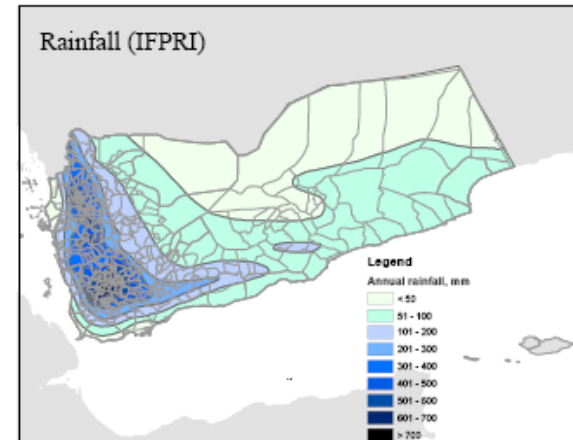 Rainfall (IFPRI)
Legend
Annual rainfall, mm
< 50
51 - 100
101 - 200
201 - 300
301 - 400
401 - 500
501 - 600
601 - 700
> 700